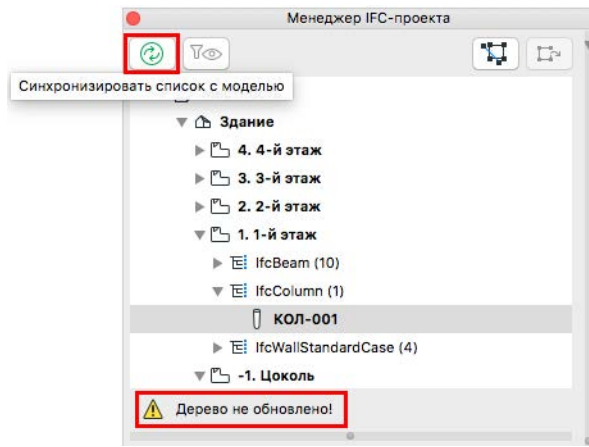 Менеджер IFC-проекта
Синхронизировать список с моделью
Здание
4. 4-й этаж
3. 3-й этаж
2. 2-й этаж
1. 1-й этаж
IfcBeam (10)
IfcColumn (1)
КОЛ-001
IfcWallStandardCase (4)
-1. Цоколь
Дерево не обновлено!